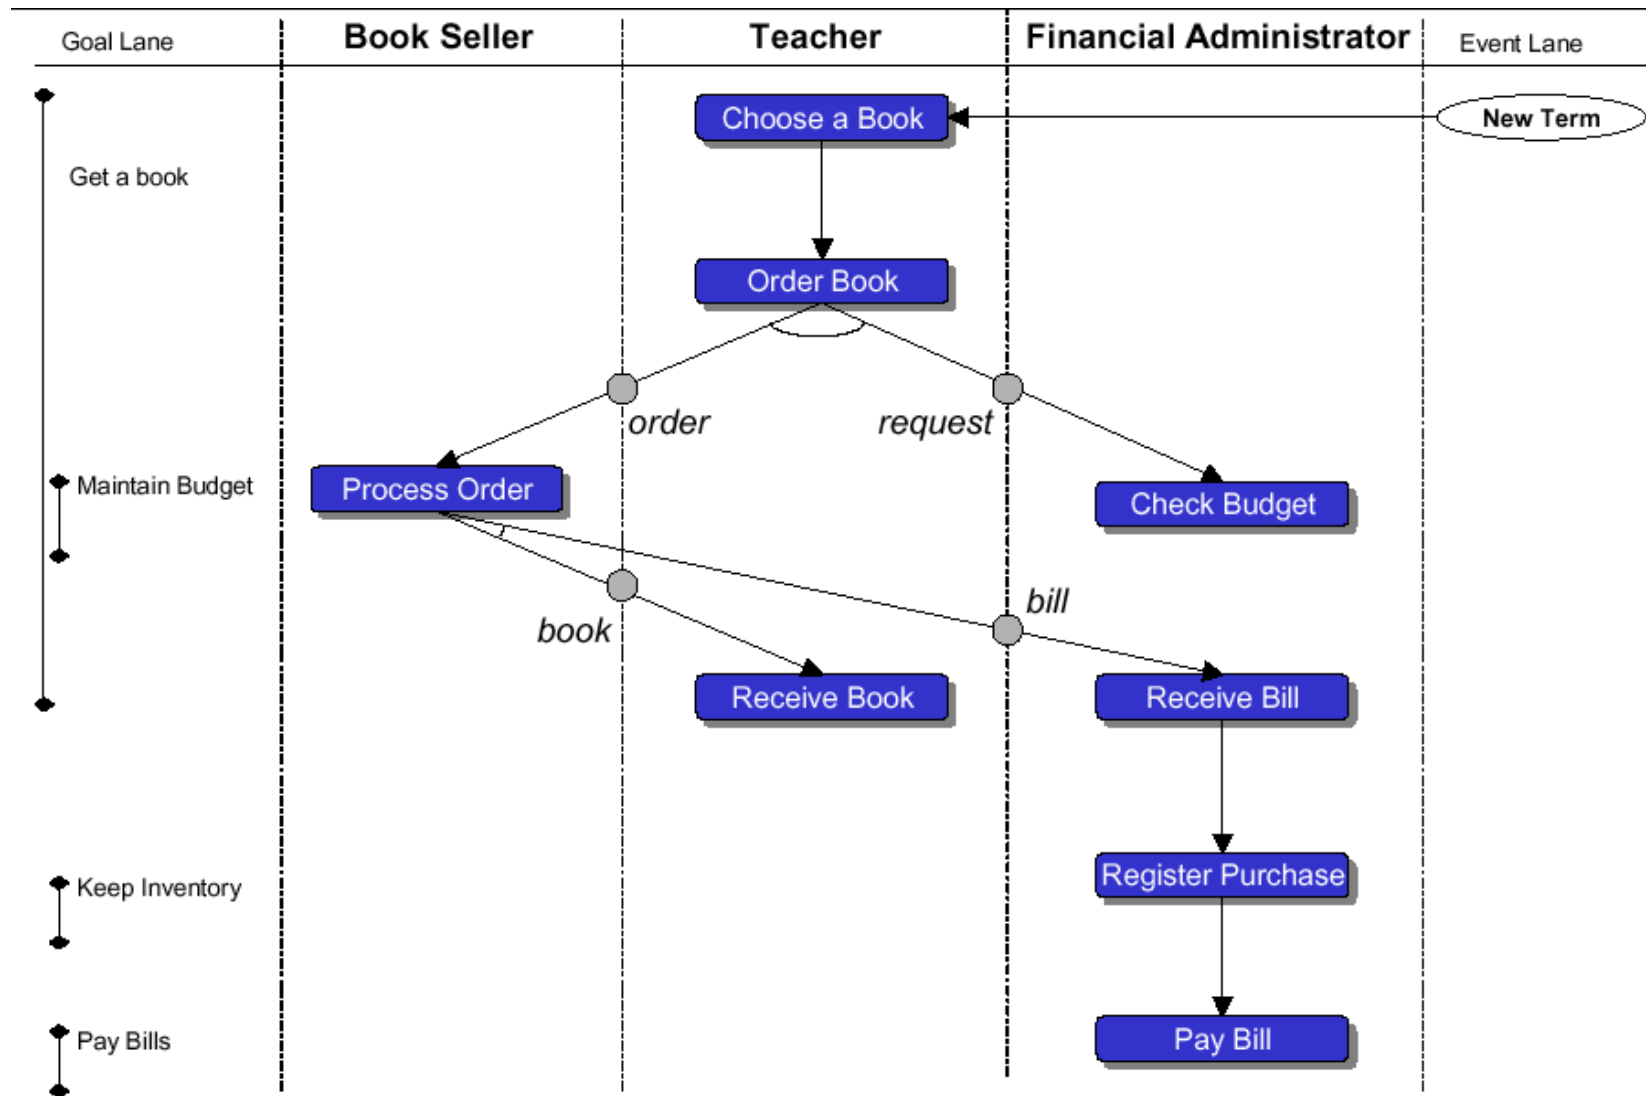 Goal Lane
Book Seller
Teacher
Financial Administrator
Event Lane
Choose a Book
New Term
Get a book
Order Book
order
request
Maintain Budget
Process Order
Check Budget
book
bill
Receive Book
Receive Bill
Keep Inventory
Register Purchase
Pay Bills
Pay Bill